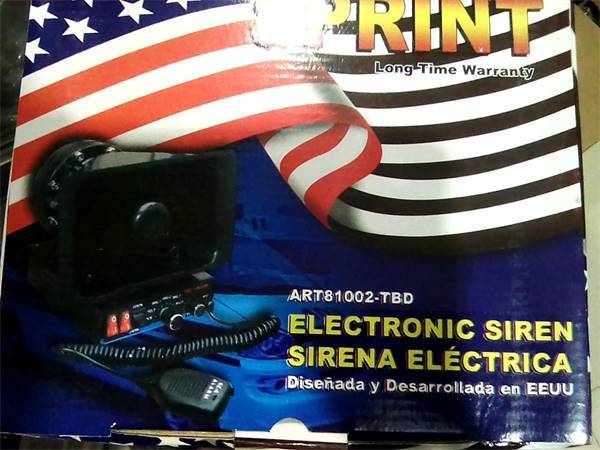 PRINT
Long Time Warranty
ART81002-TBD
ELECTRONIC SIREN
SIRENA ELÉCTRICA
Diseñada y Desarrollada en EEUU